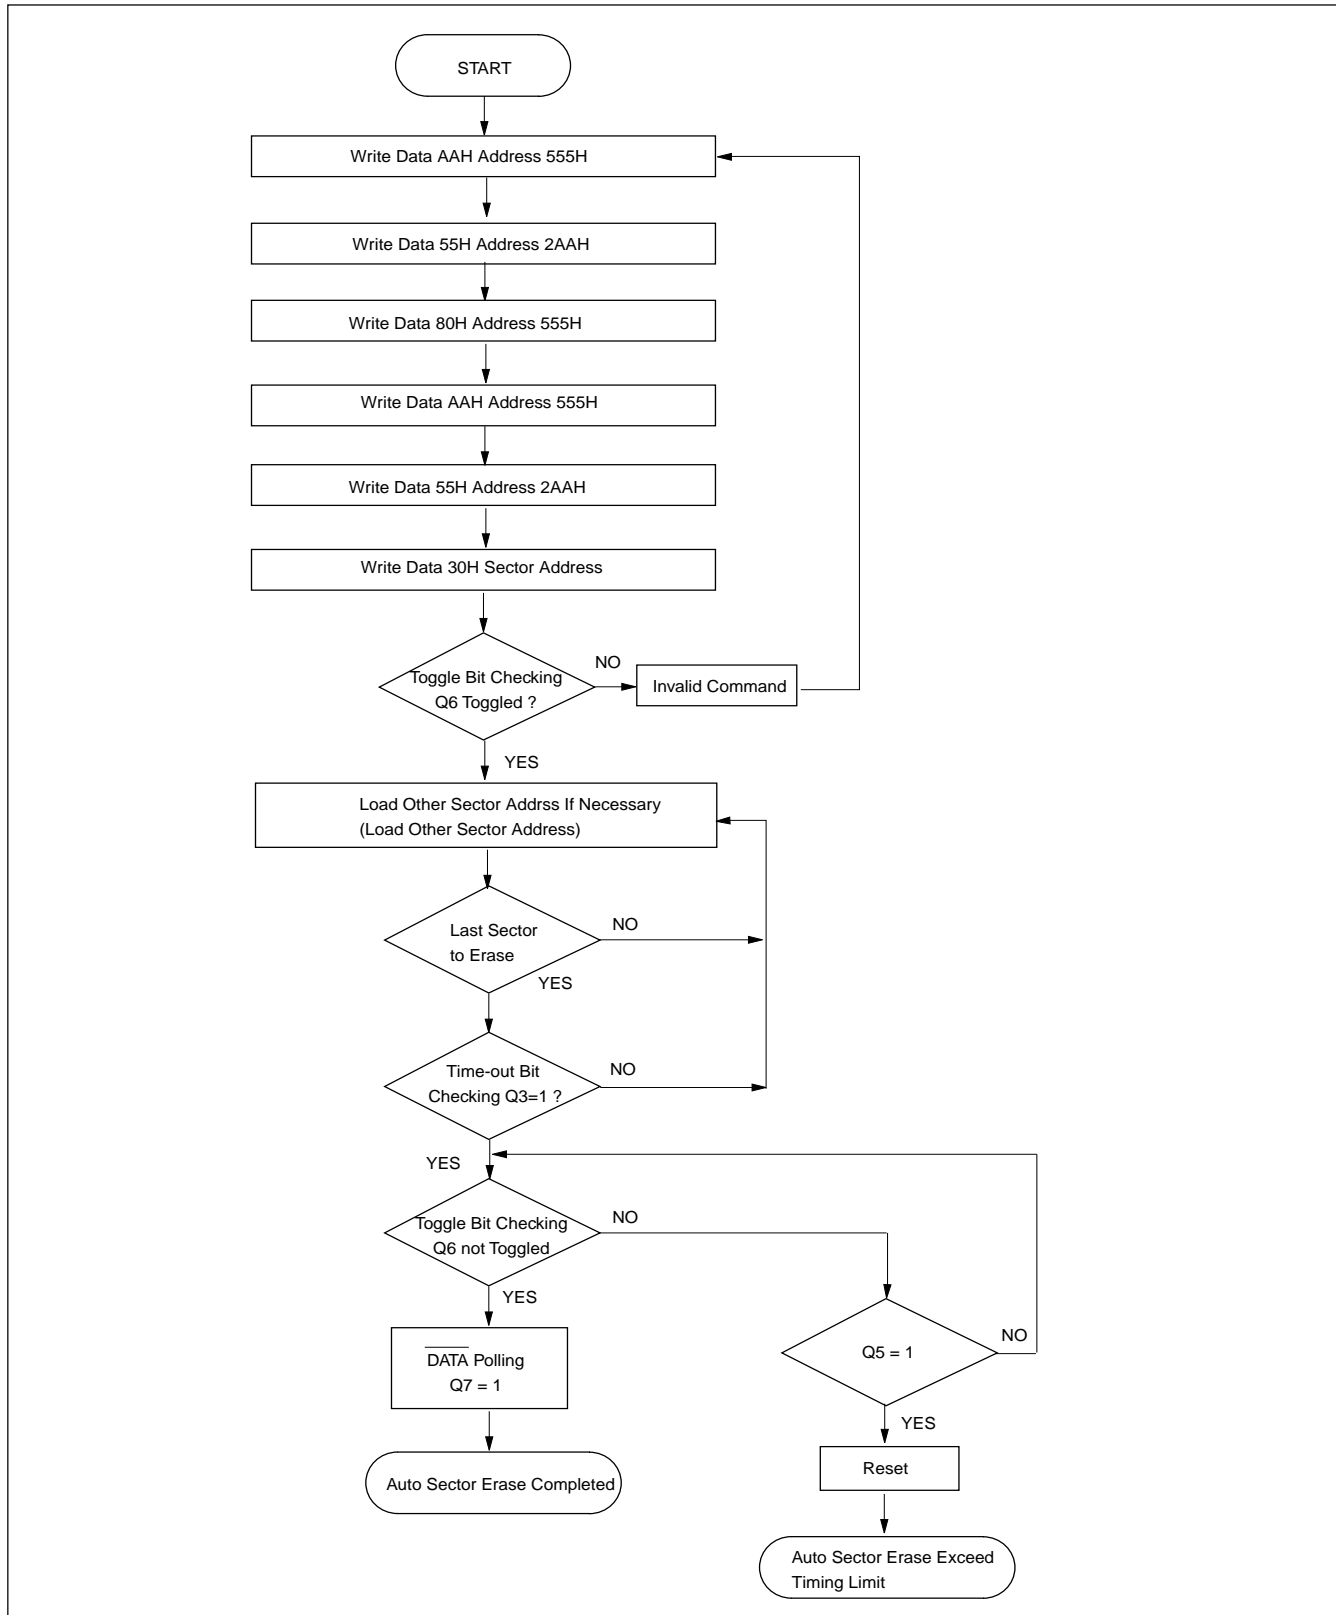 START
Write Data AAH Address 555H
Write Data 55H Address 2AAH
Write Data 80H Address 555H
Write Data AAH Address 555H
Write Data 55H Address 2AAH
Write Data 30H Sector Address
Toggle Bit Checking
Q6 Toggled ?
NO
Invalid Command
YES
Load Other Sector Addrss If Necessary
(Load Other Sector Address)
Last Sector
to Erase
NO
YES
Time-out Bit
Checking Q3=1 ?
NO
YES
Toggle Bit Checking
Q6 not Toggled
NO
YES
Q5 = 1
NO
DATA Polling
Q7 = 1
YES
Reset
Auto Sector Erase Completed
Auto Sector Erase Exceed
Timing Limit